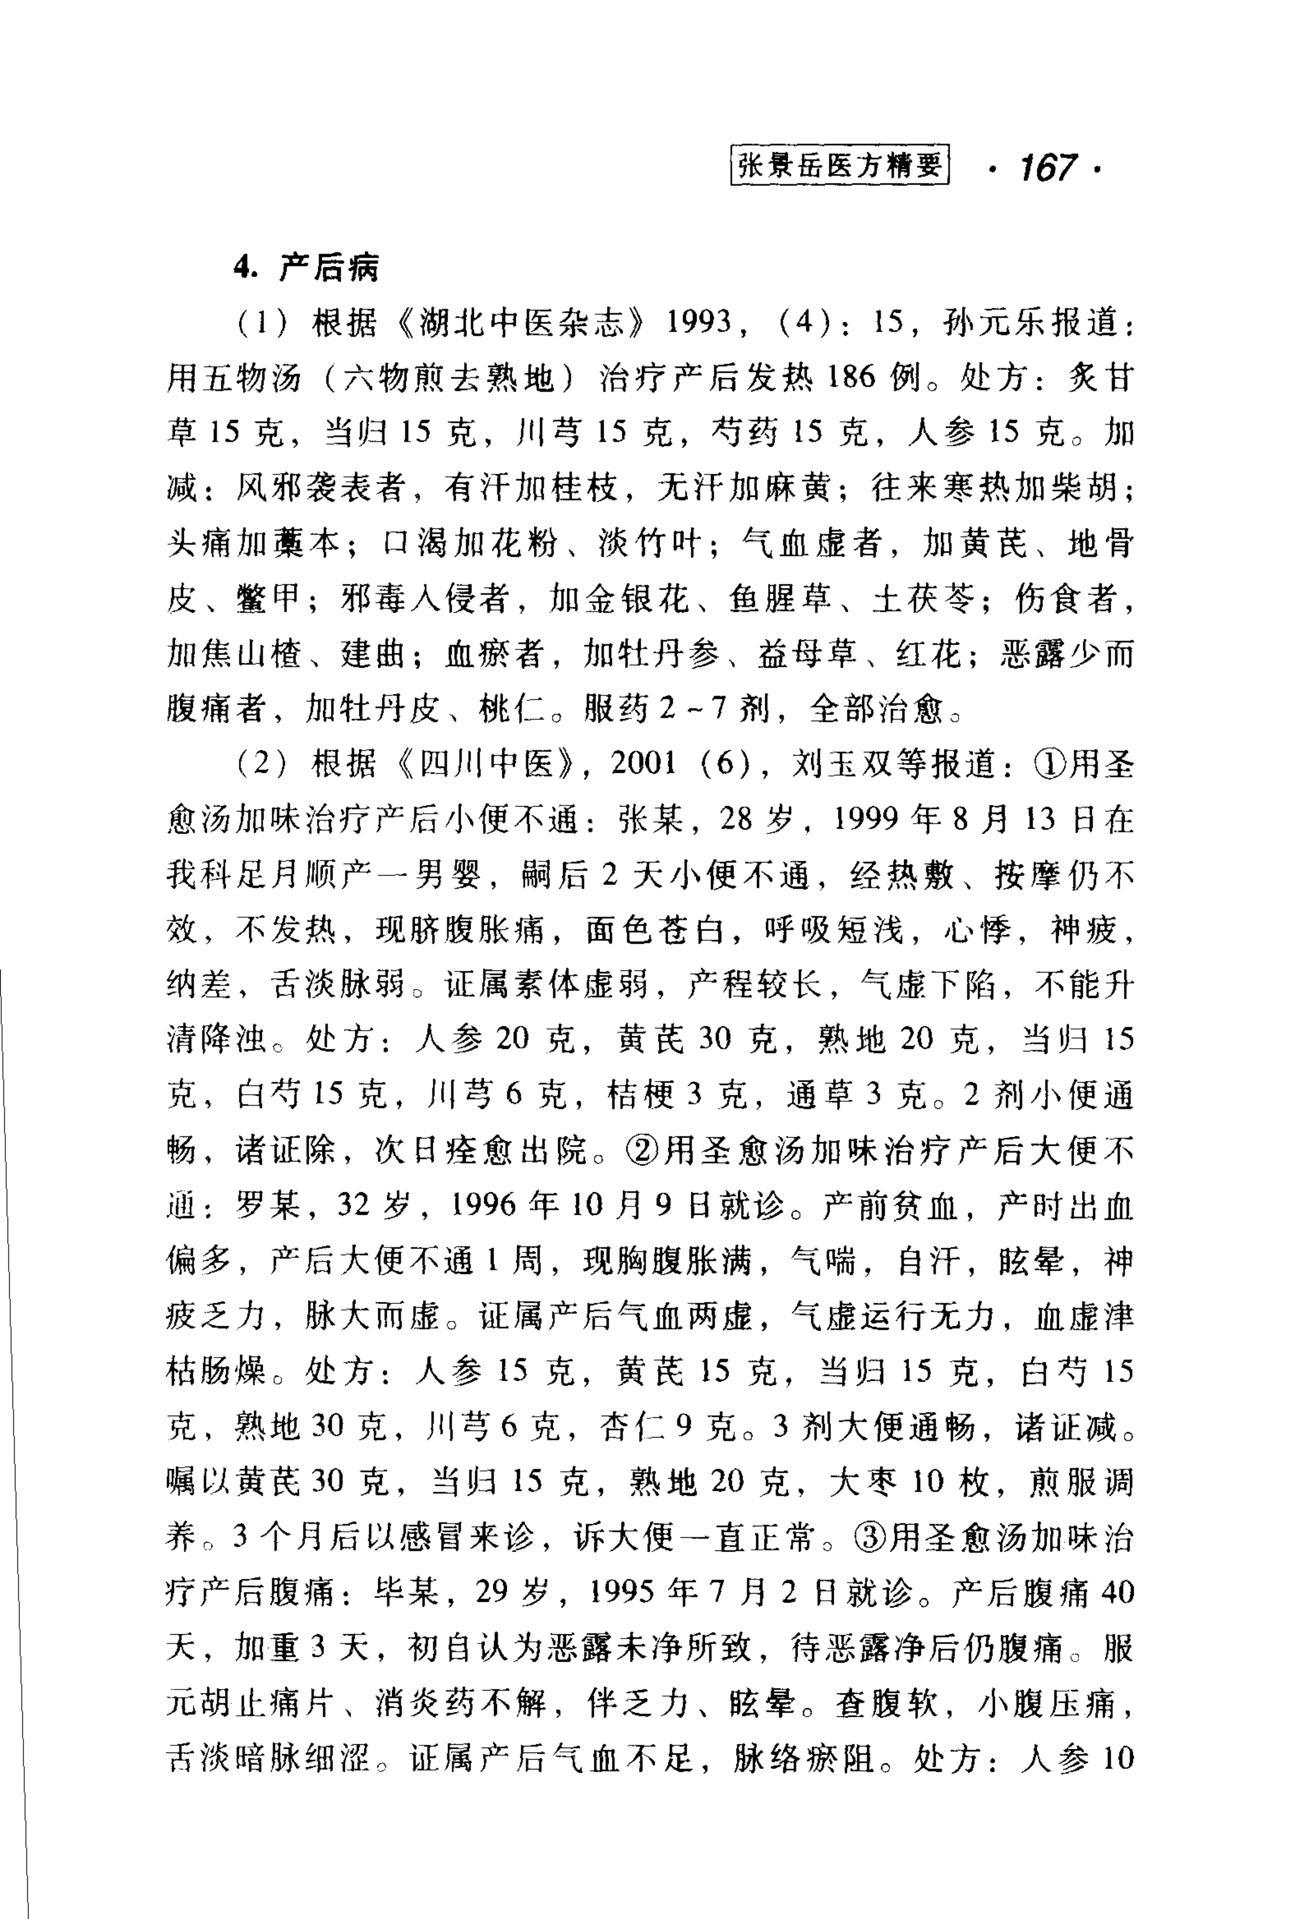 张景岳医方精要 · 167 ·
4. 产后病
(1) 根据《湖北中医杂志》1993，(4)：15，孙元乐报道：
用五物汤（六物煎去熟地）治疗产后发热 186 例。处方：炙甘
草 15 克，当归 15 克，川芎 15 克，芍药 15 克，人参 15 克。加
减：风邪袭表者，有汗加桂枝，无汗加麻黄；往来寒热加柴胡；
头痛加藁本；口渴加花粉、淡竹叶；气血虚者，加黄芪、地骨
皮、鳖甲；邪毒入侵者，加金银花、鱼腥草、土茯苓；伤食者，
加焦山楂、建曲；血瘀者，加牡丹参、益母草、红花；恶露少而
腹痛者，加牡丹皮、桃仁。服药 2～7 剂，全部治愈。
(2) 根据《四川中医》，2001 (6)，刘玉双等报道：①用圣
愈汤加味治疗产后小便不通：张某，28 岁，1999 年 8 月 13 日在
我科足月顺产一男婴，嗣后 2 天小便不通，经热敷、按摩仍不
效，不发热，现脐腹胀痛，面色苍白，呼吸短浅，心悸，神疲，
纳差，舌淡脉弱。证属素体虚弱，产程较长，气虚下陷，不能升
清降浊。处方：人参 20 克，黄芪 30 克，熟地 20 克，当归 15
克，白芍 15 克，川芎 6 克，桔梗 3 克，通草 3 克。2 剂小便通
畅，诸证除，次日痊愈出院。②用圣愈汤加味治疗产后大便不
通：罗某，32 岁，1996 年 10 月 9 日就诊。产前贫血，产时出血
偏多，产后大便不通 1 周，现胸腹胀满，气喘，自汗，眩晕，神
疲乏力，脉大而虚。证属产后气血两虚，气虚运行无力，血虚津
枯肠燥。处方：人参 15 克，黄芪 15 克，当归 15 克，白芍 15
克，熟地 30 克，川芎 6 克，杏仁 9 克。3 剂大便通畅，诸证减。
嘱以黄芪 30 克，当归 15 克，熟地 20 克，大枣 10 枚，煎服调
养。3 个月后以感冒来诊，诉大便一直正常。③用圣愈汤加味治
疗产后腹痛：毕某，29 岁，1995 年 7 月 2 日就诊。产后腹痛 40
天，加重 3 天，初自认为恶露未净所致，待恶露净后仍腹痛。服
元胡止痛片、消炎药不解，伴乏力、眩晕。查腹软，小腹压痛，
舌淡暗脉细涩。证属产后气血不足，脉络瘀阻。处方：人参 10